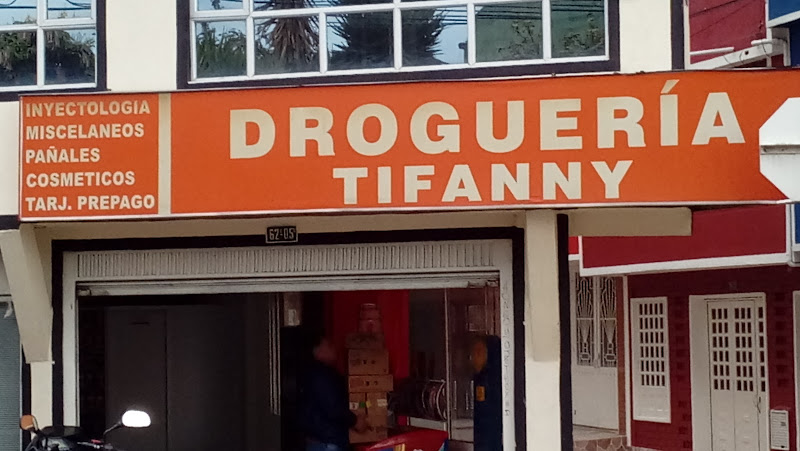 INYECTOLOGIA
MISCELANEOS
PAÑALES
COSMETICOS
TARJ. PREPAGO
DROGUERÍA
TIFANNY
62-05